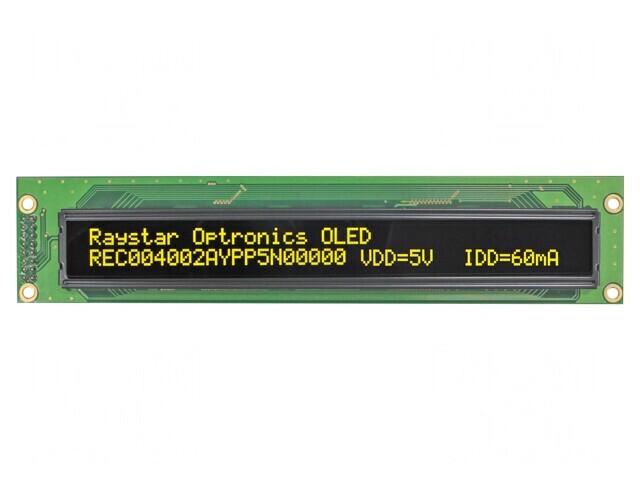 Raystar Optronics OLED
REC004002AYPP5N00000 VDD=5V IDD=60mA